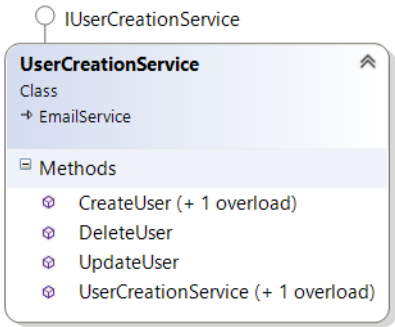 IUserCreationService
UserCreationService
Class
EmailService
Methods
CreateUser (+ 1 overload)
DeleteUser
UpdateUser
UserCreationService (+ 1 overload)